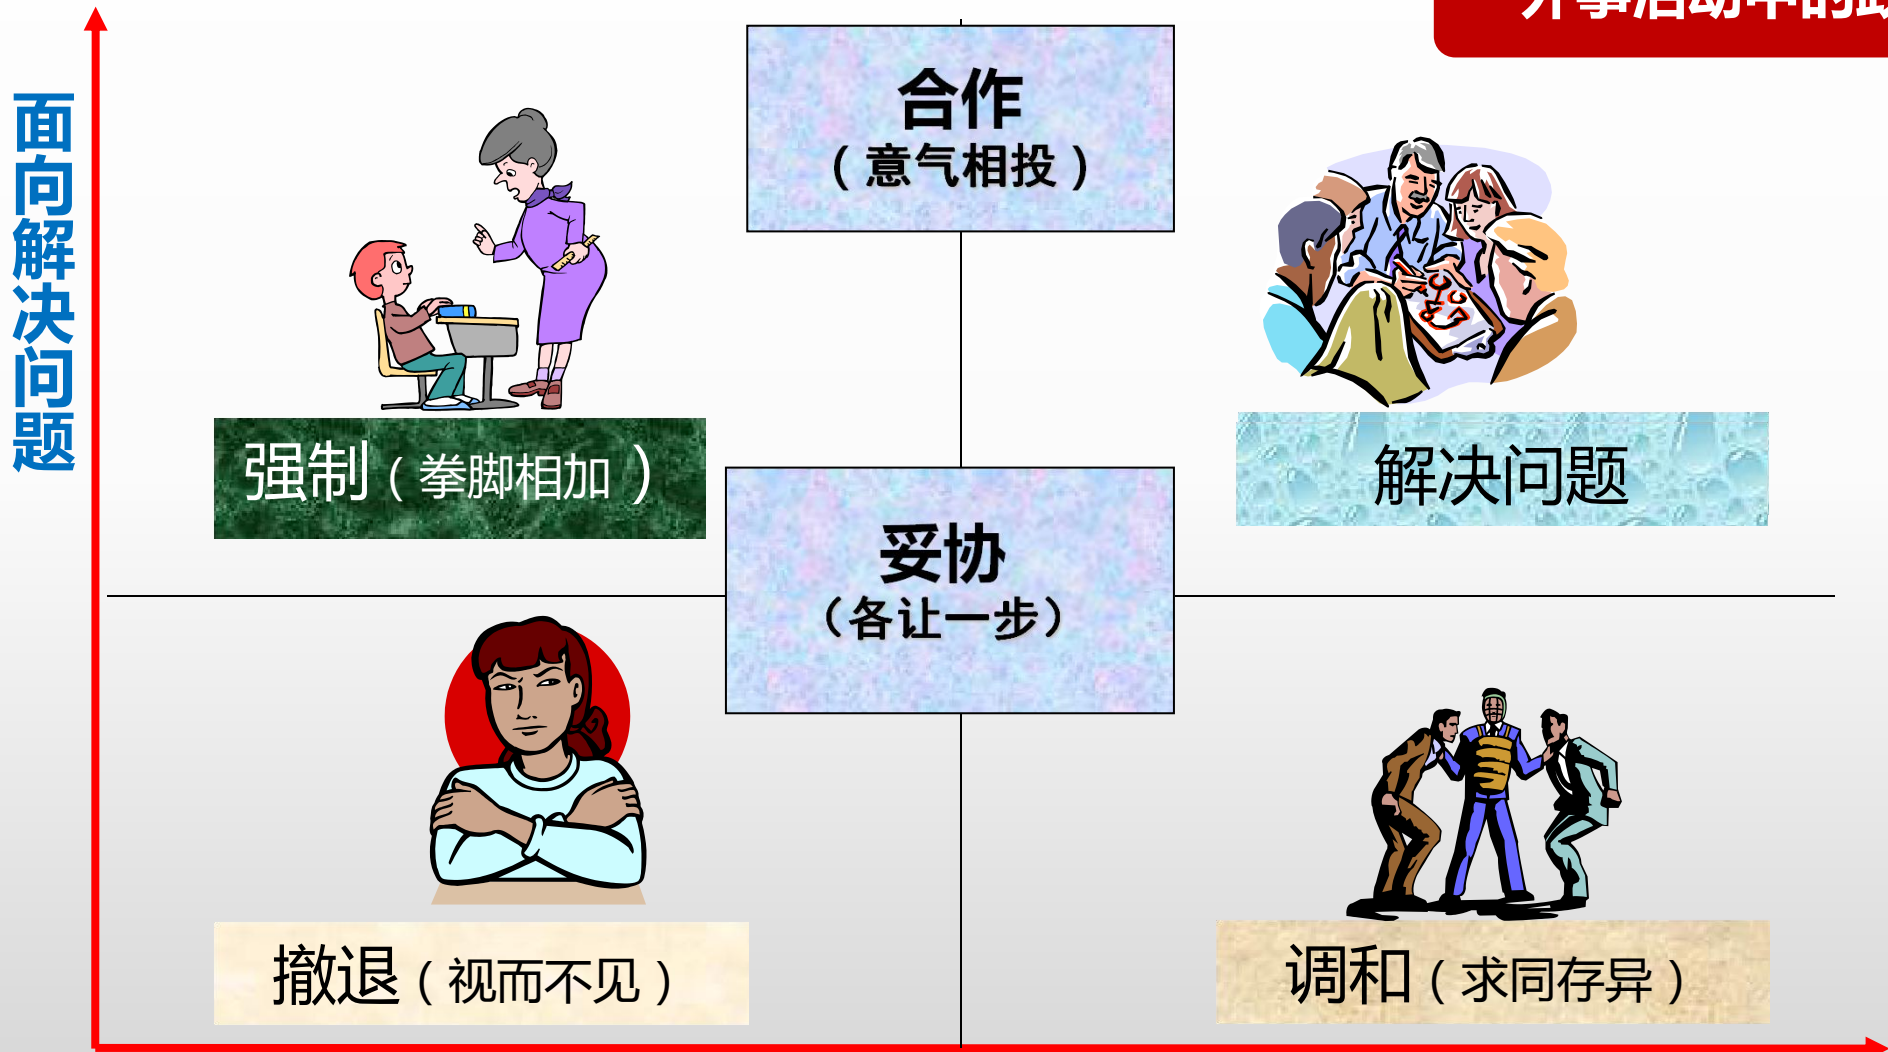 面向解决问题
合作
（意气相投）
强制（拳脚相加）
解决问题
妥协
（各让一步）
撤退（视而不见）
调和（求同存异）